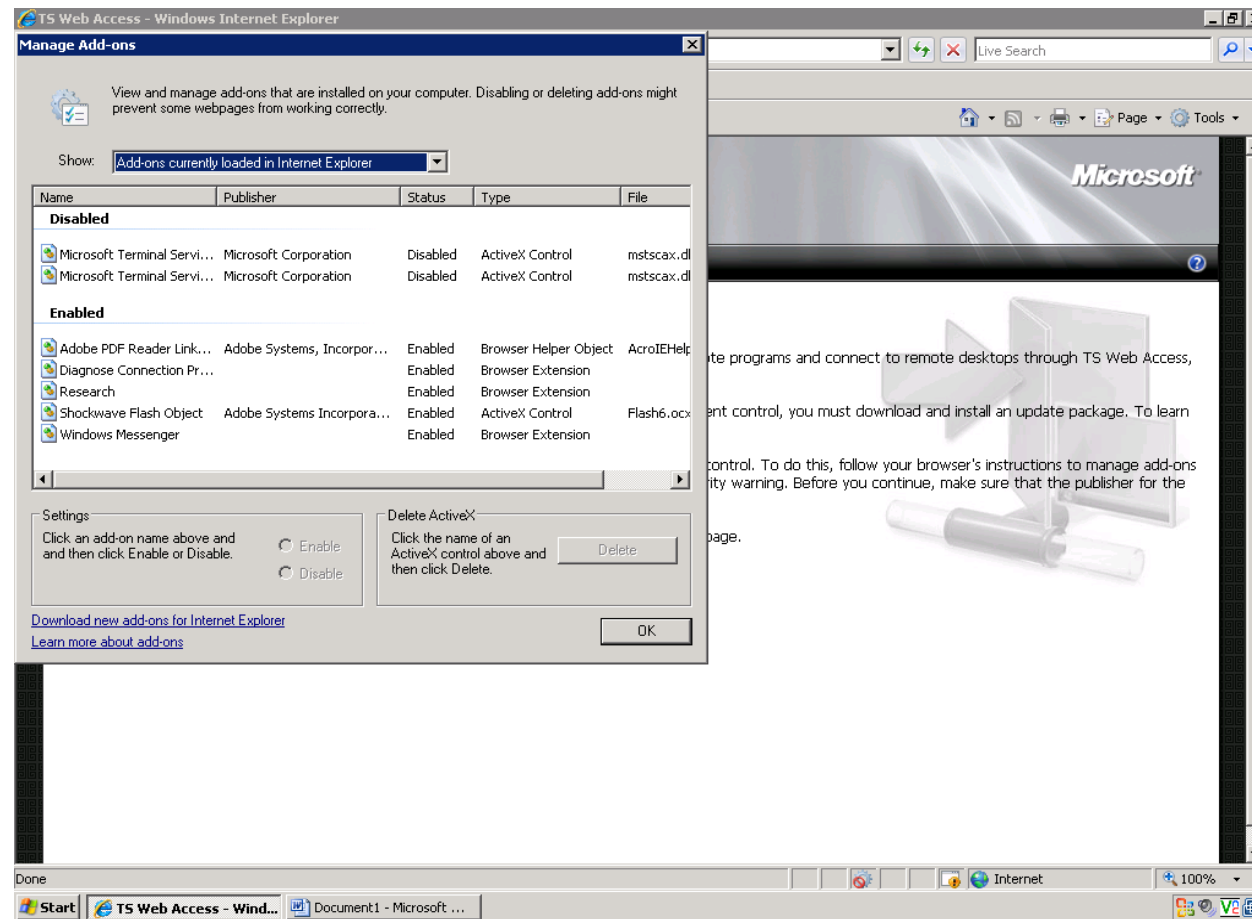 TS Web Access - Windows Internet Explorer
Manage Add-ons
Live Search
View and manage add-ons that are installed on your computer. Disabling or deleting add-ons might
prevent some webpages from working correctly.
Page
Tools
Show:
Add-ons currently loaded in Internet Explorer
Microsoft
Name Publisher Status Type File
Disabled
Microsoft Terminal Servi... Microsoft Corporation Disabled ActiveX Control mstscax.dl
Microsoft Terminal Servi... Microsoft Corporation Disabled ActiveX Control mstscax.dl
Enabled
Adobe PDF Reader Link... Adobe Systems, Incorpor... Enabled Browser Helper Object AcroIEHelp
Diagnose Connection Pr... Enabled Browser Extension
Research Enabled Browser Extension
Shockwave Flash Object Adobe Systems Incorpora... Enabled ActiveX Control Flash6.ocx
Windows Messenger Enabled Browser Extension
te programs and connect to remote desktops through TS Web Access,
ent control, you must download and install an update package. To learn
control. To do this, follow your browser's instructions to manage add-ons
rity warning. Before you continue, make sure that the publisher for the
page.
Settings
Click an add-on name above and
and then click Enable or Disable.
Enable
Disable
Delete ActiveX
Click the name of an
ActiveX control above and
then click Delete.
Delete
Download new add-ons for Internet Explorer
Learn more about add-ons
OK
Done
Internet
100%
Start
TS Web Access - Wind...
Document1 - Microsoft ...